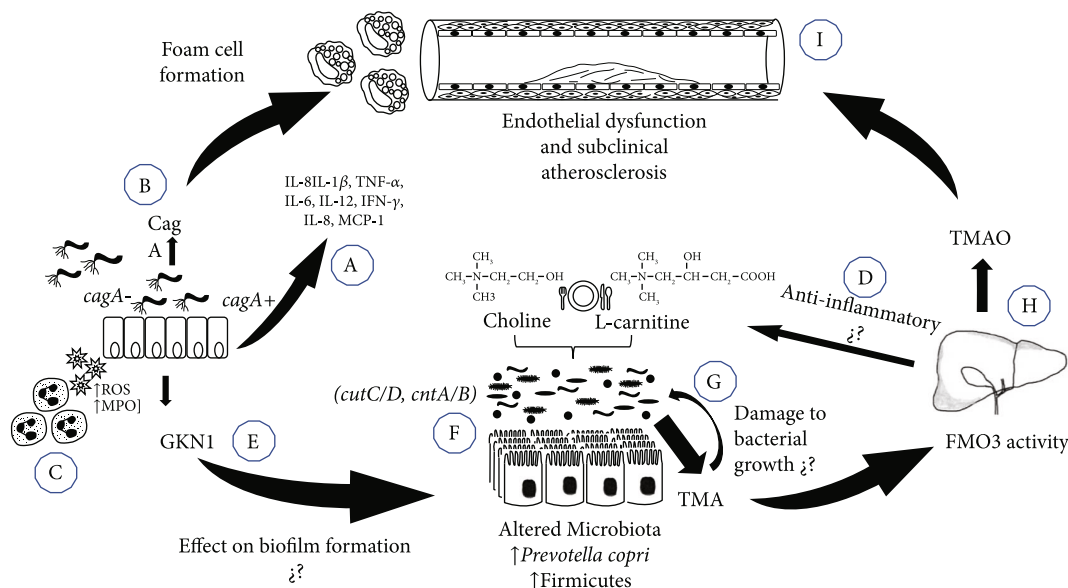 I
Foam cell
formation
Endothelial dysfunction
and subclinical
atherosclerosis
B
IL-8IL-1β, TNF-α,
IL-6, IL-12, IFN-γ,
IL-8, MCP-1
Cag
A
A
cagA-
cagA+
TMAO
D
H
Anti-inflammatory
¿?
CH₃
CH₃—N—CH₂—CH₂—OH
CH3
CH₃ OH
CH₃—N—CH₂—CH—CH₂—COOH
CH₃
Choline
L-carnitine
↑ROS
↑MPO]
C
(cutC/D, cntA/B)
G
F
Damage to
bacterial
growth ¿?
GKN1
E
FMO3 activity
TMA
Effect on biofilm formation
¿?
Altered Microbiota
↑Prevotella copri
↑Firmicutes